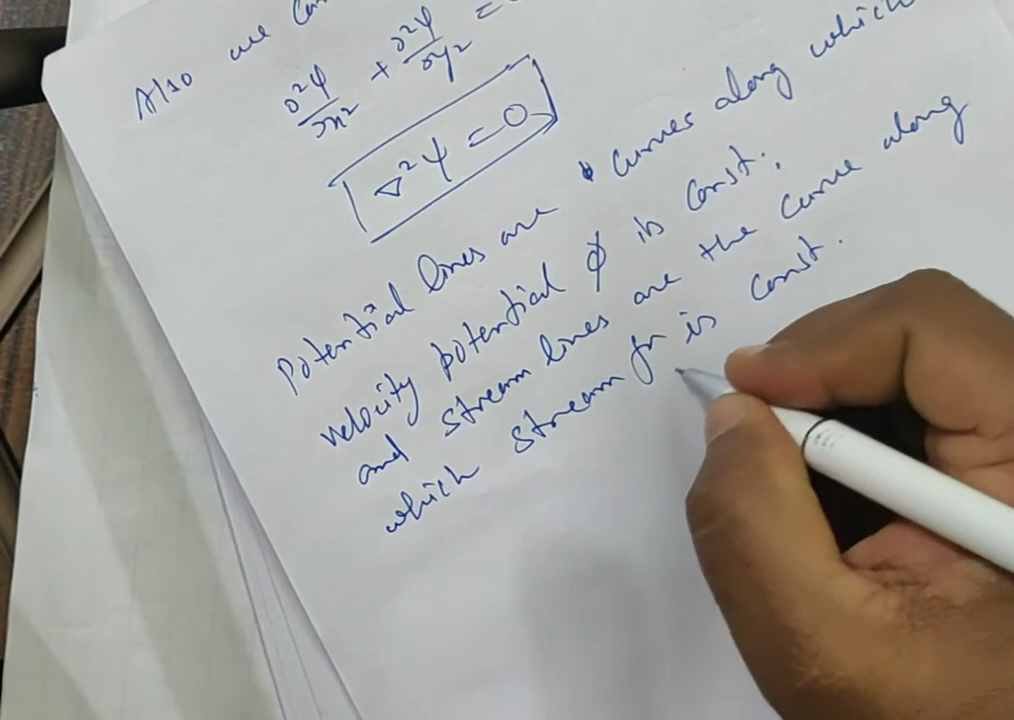 Also we can
∂²ψ/∂x² + ∂²ψ/∂y² =
∇²ψ = 0
Potential lines are curves along which
velocity potential ϕ is const.,
and stream lines are the curve along
which stream fn is const.